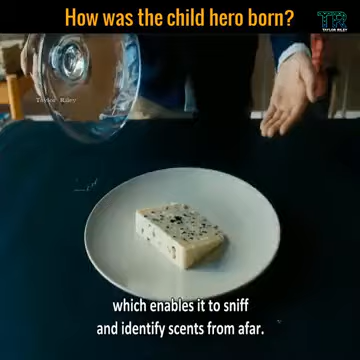 How was the child hero born?
TR
TAYLOR RILEY
Taylor Riley
which enables it to sniff
and identify scents from afar.